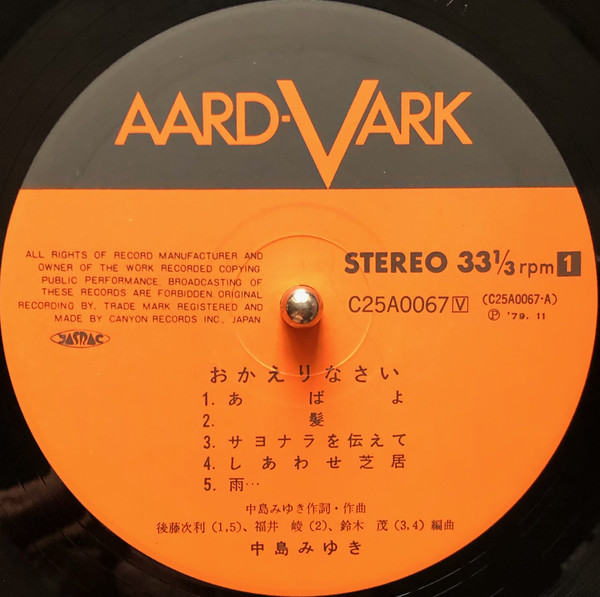 AARD-VARK
ALL RIGHTS OF RECORD MANUFACTURER AND
OWNER OF THE WORK RECORDED COPYING
PUBLIC PERFORMANCE, BROADCASTING OF
THESE RECORDS ARE FORBIDDEN ORIGINAL
RECORDING BY, TRADE MARK REGISTERED AND
MADE BY CANYON RECORDS INC., JAPAN
JASRAC
STEREO 33 1/3 rpm 1
C25A0067 V (C25A0067-A)
Ⓟ '79. 11
おかえりなさい
1. あばよ
2. 髪
3. サヨナラを伝えて
4. しあわせ芝居
5. 雨…
中島みゆき作詞・作曲
後藤次利(1,5)、福井 峻(2)、鈴木 茂(3,4)編曲
中島みゆき